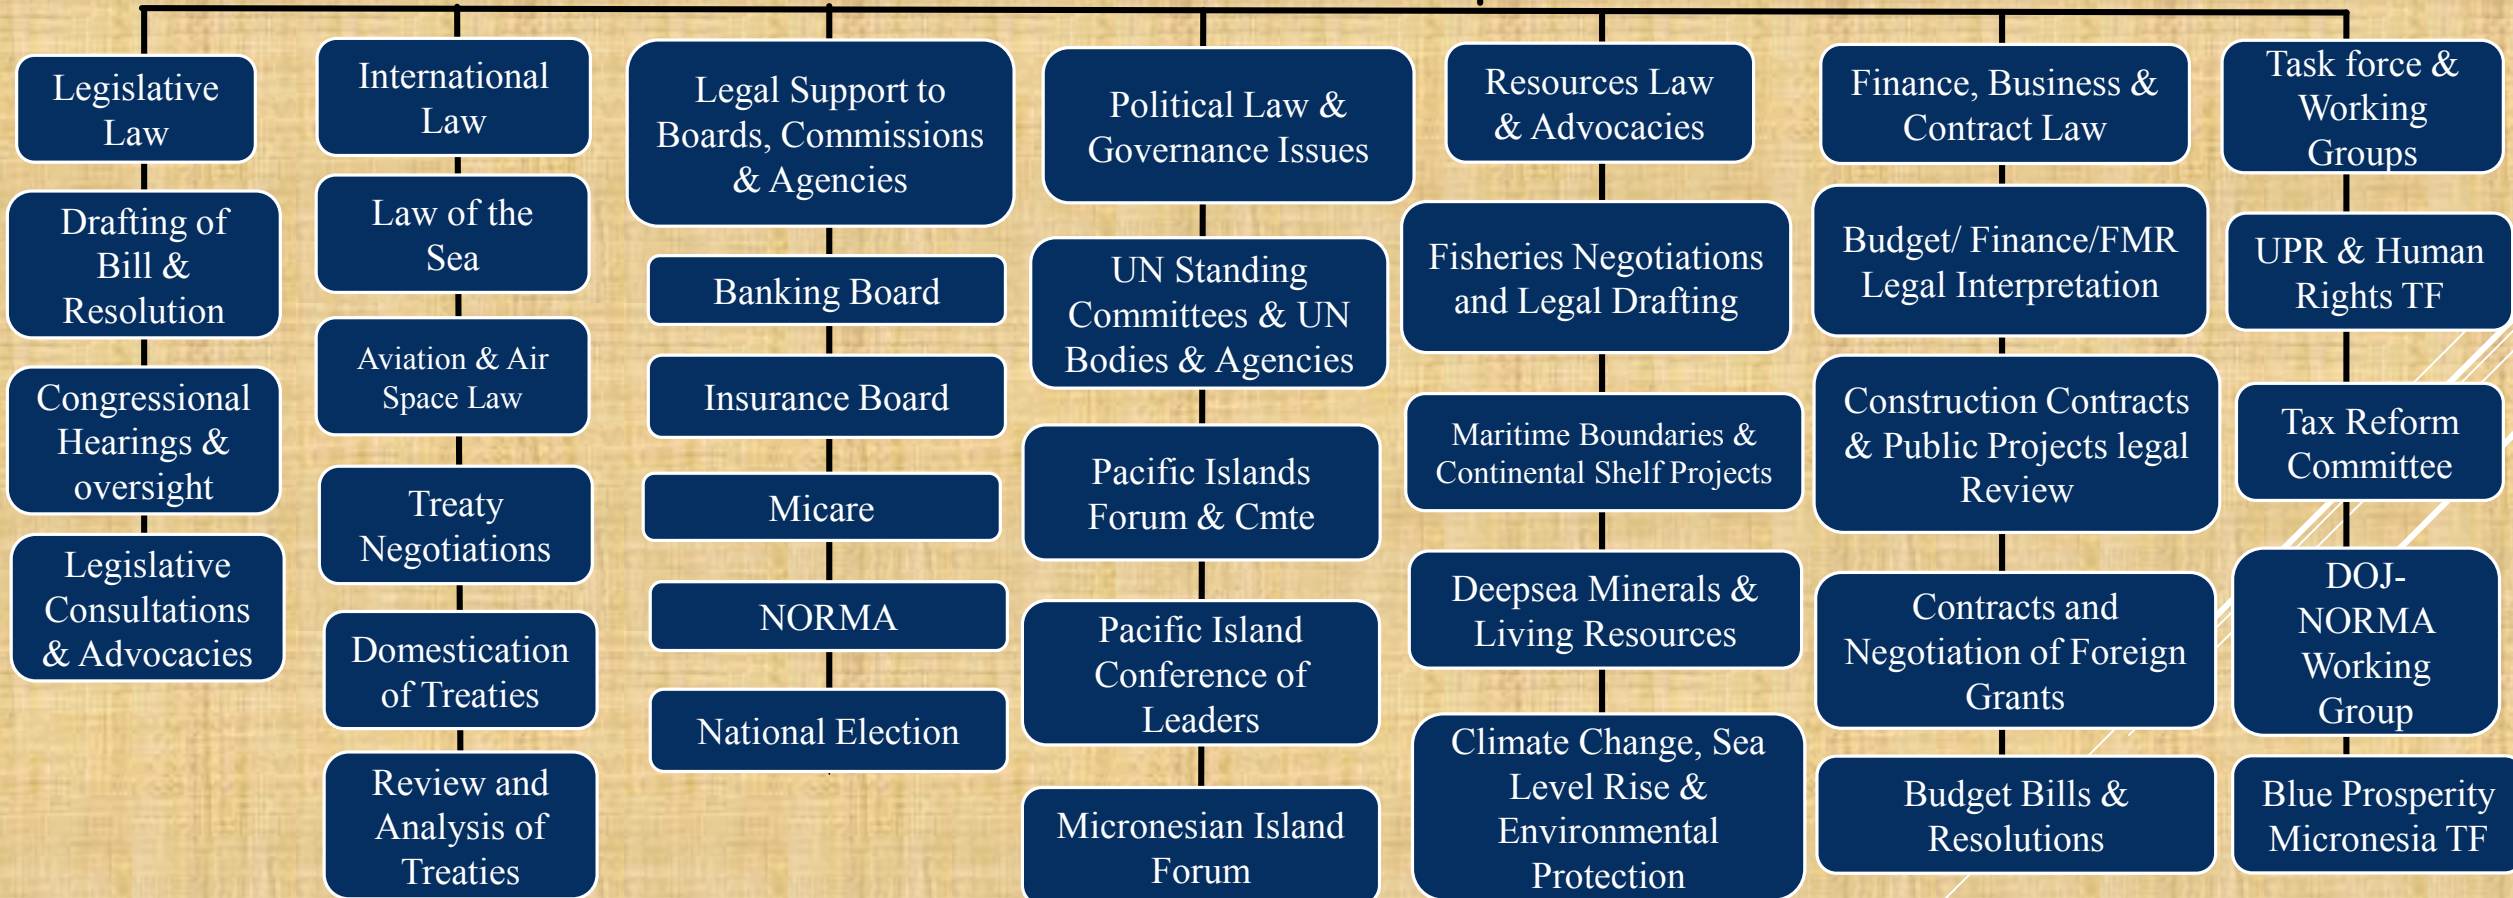 Legislative
Law
Drafting of
Bill &
Resolution
Congressional
Hearings &
oversight
Legislative
Consultations
& Advocacies
International
Law
Law of the
Sea
Aviation & Air
Space Law
Treaty
Negotiations
Domestication
of Treaties
Review and
Analysis of
Treaties
Legal Support to
Boards, Commissions
& Agencies
Banking Board
Insurance Board
Micare
NORMA
National Election
Political Law &
Governance Issues
UN Standing
Committees & UN
Bodies & Agencies
Pacific Islands
Forum & Cmte
Pacific Island
Conference of
Leaders
Micronesian Island
Forum
Resources Law
& Advocacies
Fisheries Negotiations
and Legal Drafting
Maritime Boundaries &
Continental Shelf Projects
Deepsea Minerals &
Living Resources
Climate Change, Sea
Level Rise &
Environmental
Protection
Finance, Business &
Contract Law
Budget/ Finance/FMR
Legal Interpretation
Construction Contracts
& Public Projects legal
Review
Contracts and
Negotiation of Foreign
Grants
Budget Bills &
Resolutions
Task force &
Working
Groups
UPR & Human
Rights TF
Tax Reform
Committee
DOJ-
NORMA
Working
Group
Blue Prosperity
Micronesia TF